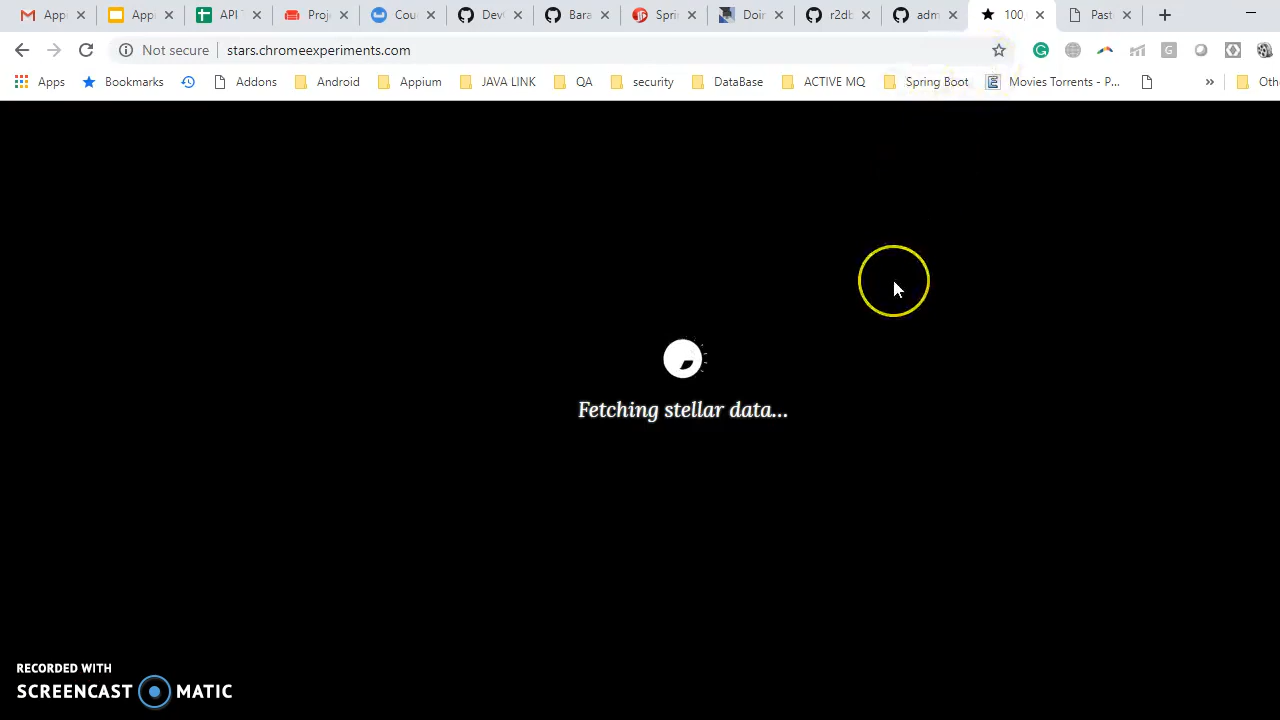 App API Proj Cou Dev Bara Spri Doin r2db adm 100, Past
Not secure stars.chromeexperiments.com
Apps Bookmarks Addons Android Appium JAVA LINK QA security DataBase ACTIVE MQ Spring Boot Movies Torrents - P... » Oth
Fetching stellar data...
RECORDED WITH
SCREENCAST MATIC